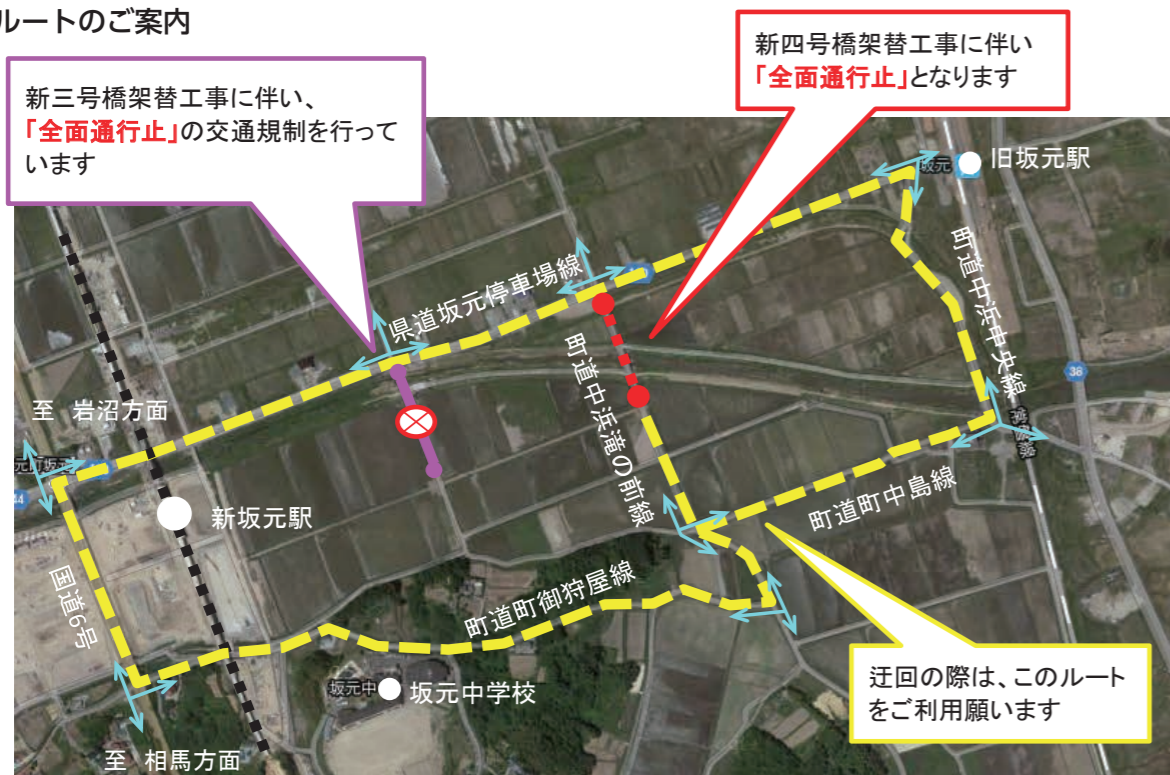 ルートのご案内
新三号橋架替工事に伴い、
「全面通行止」の交通規制を行って
います
新四号橋架替工事に伴い
「全面通行止」となります
坂元
旧坂元駅
県道坂元停車場線
町道中浜滝の前線
町道中浜中央線
38
至 岩沼方面
元町坂元
44
新坂元駅
国道6号
町道町中島線
町道町御狩屋線
坂元中
坂元中学校
至 相馬方面
迂回の際は、このルート
をご利用願います